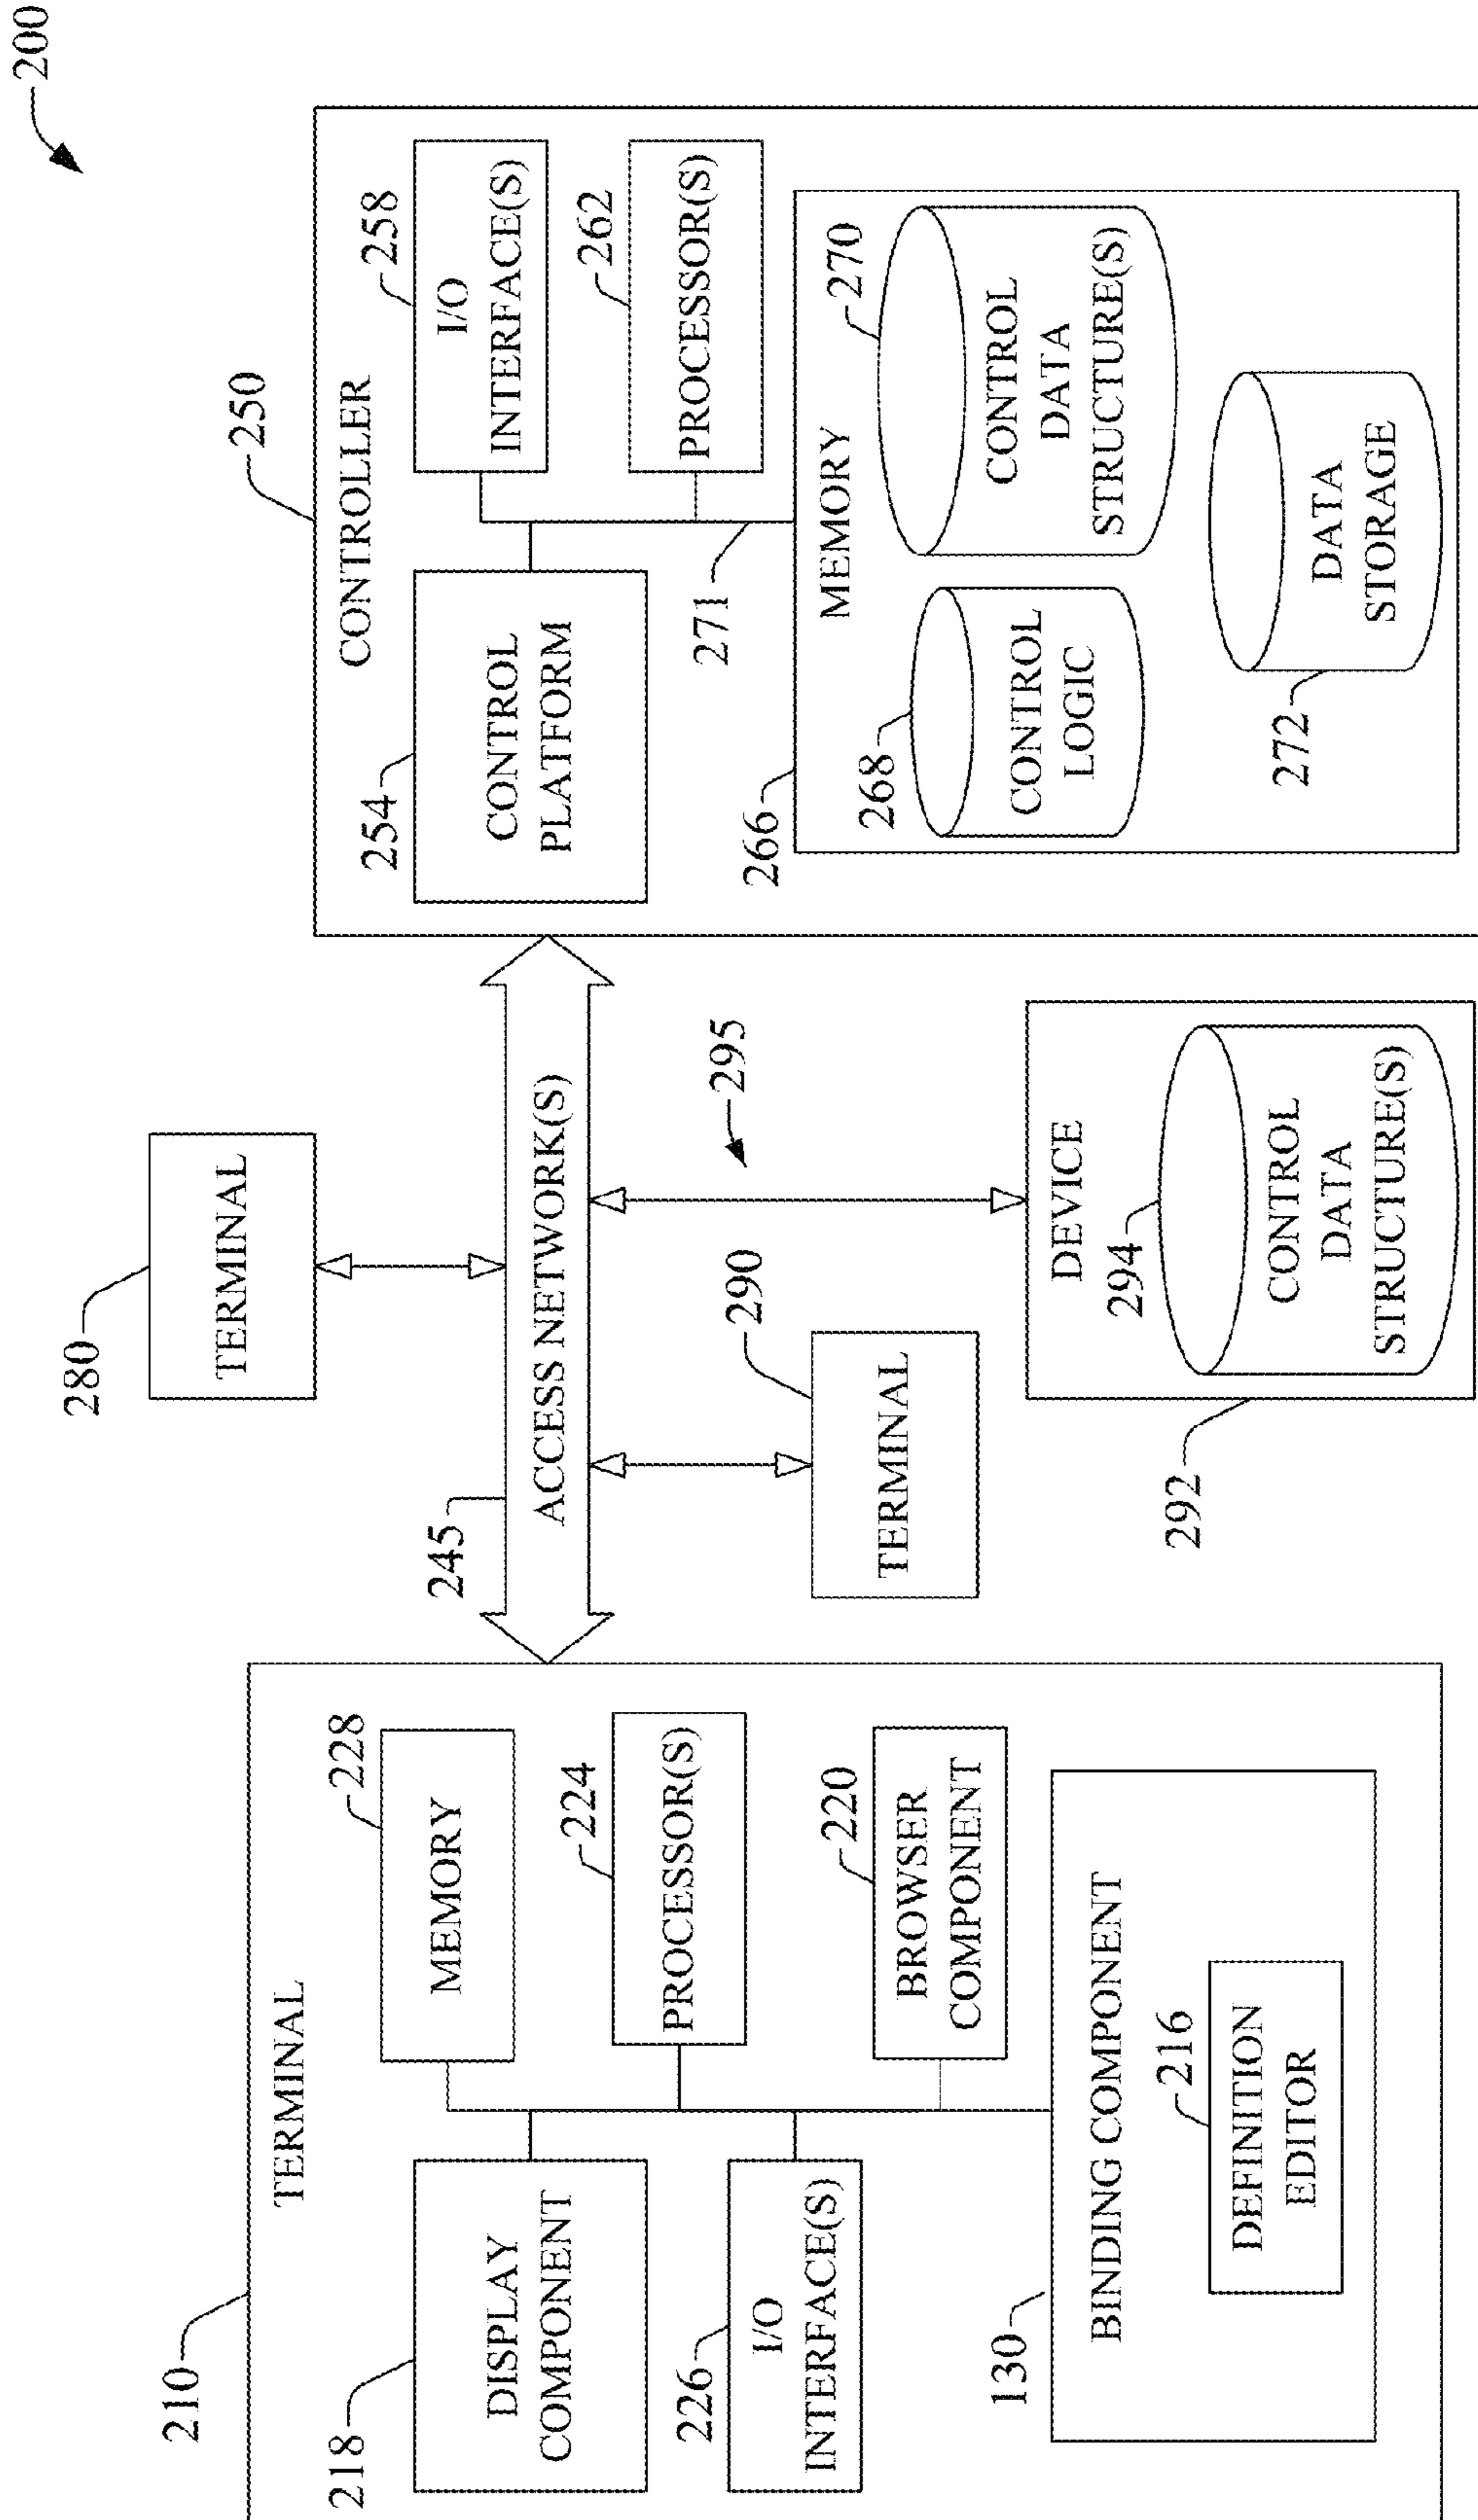 200
210
TERMINAL
218
DISPLAY
COMPONENT
228
MEMORY
224
PROCESSOR(S)
226
I/O
INTERFACE(S)
220
BROWSER
COMPONENT
130
BINDING COMPONENT
216
DEFINITION
EDITOR
280
TERMINAL
245
ACCESS NETWORK(S)
290
TERMINAL
295
292
DEVICE
294
CONTROL
DATA
STRUCTURE(S)
250
CONTROLLER
254
CONTROL
PLATFORM
258
I/O
INTERFACE(S)
262
PROCESSOR(S)
271
266
MEMORY
268
CONTROL
LOGIC
270
CONTROL
DATA
STRUCTURE(S)
272
DATA
STORAGE